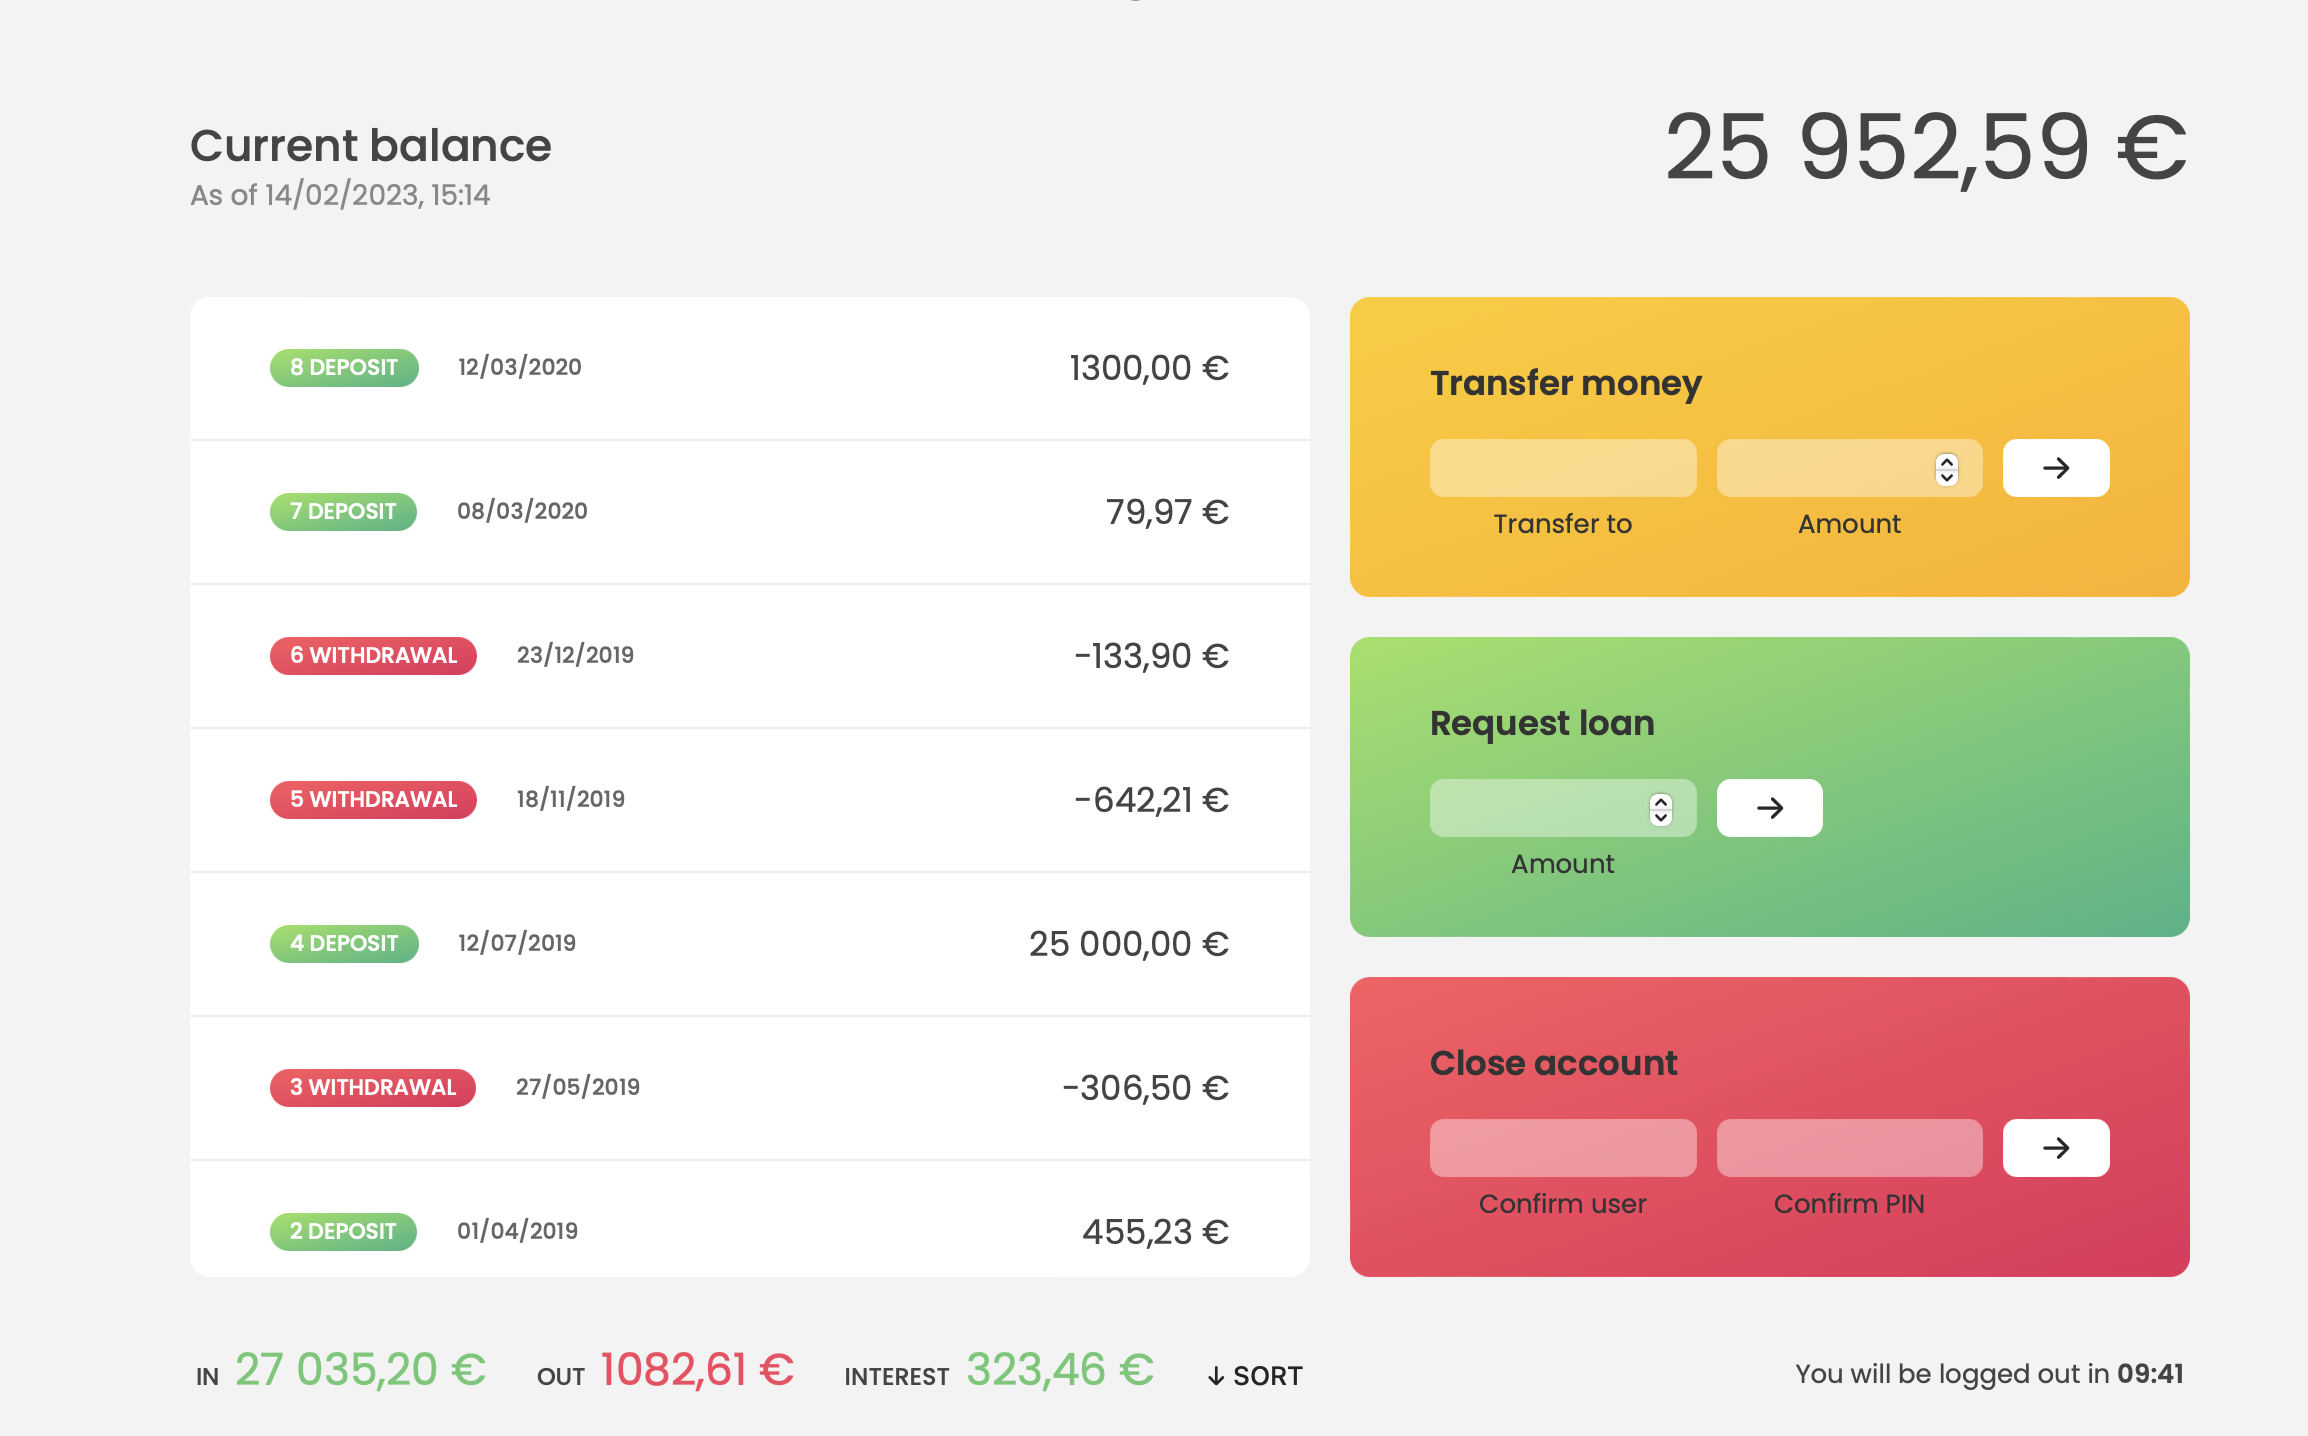 Current balance
As of 14/02/2023, 15:14
25 952,59 €
8 DEPOSIT 12/03/2020 1300,00 €
7 DEPOSIT 08/03/2020 79,97 €
6 WITHDRAWAL 23/12/2019 -133,90 €
5 WITHDRAWAL 18/11/2019 -642,21 €
4 DEPOSIT 12/07/2019 25 000,00 €
3 WITHDRAWAL 27/05/2019 -306,50 €
2 DEPOSIT 01/04/2019 455,23 €
Transfer money
Transfer to Amount
Request loan
Amount
Close account
Confirm user Confirm PIN
IN 27 035,20 € OUT 1082,61 € INTEREST 323,46 € ↓ SORT
You will be logged out in 09:41